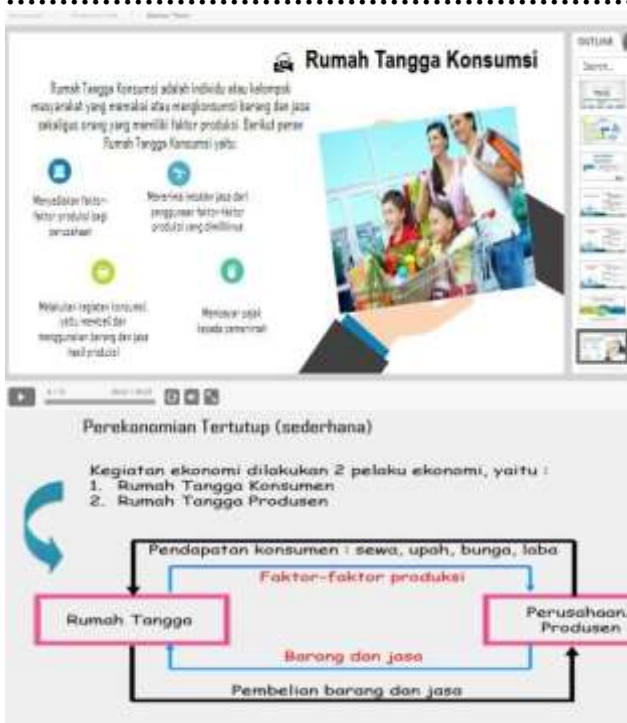 Rumah Tangga Konsumsi
Rumah Tangga Konsumsi adalah individu atau kelompok
masyarakat yang memakai atau mengkonsumsi barang dan jasa
sekaligus orang yang memiliki faktor produksi. Berikut peran
Rumah Tangga Konsumsi yaitu:
Menyediakan faktor-
faktor produksi bagi
perusahaan
Menerima balasan jasa dari
penggunaan faktor-faktor
produksi yang dimilikinya
Melakukan kegiatan konsumsi,
yaitu membeli dan
menggunakan barang dan jasa
hasil produksi
Membayar pajak
kepada pemerintah
OUTLINE
Search...
Perekonomian Tertutup (sederhana)
Kegiatan ekonomi dilakukan 2 pelaku ekonomi, yaitu :
1. Rumah Tangga Konsumen
2. Rumah Tangga Produsen
Pendapatan konsumen : sewa, upah, bunga, laba
Faktor-faktor produksi
Rumah Tangga
Perusahaan/
Produsen
Barang dan jasa
Pembelian barang dan jasa